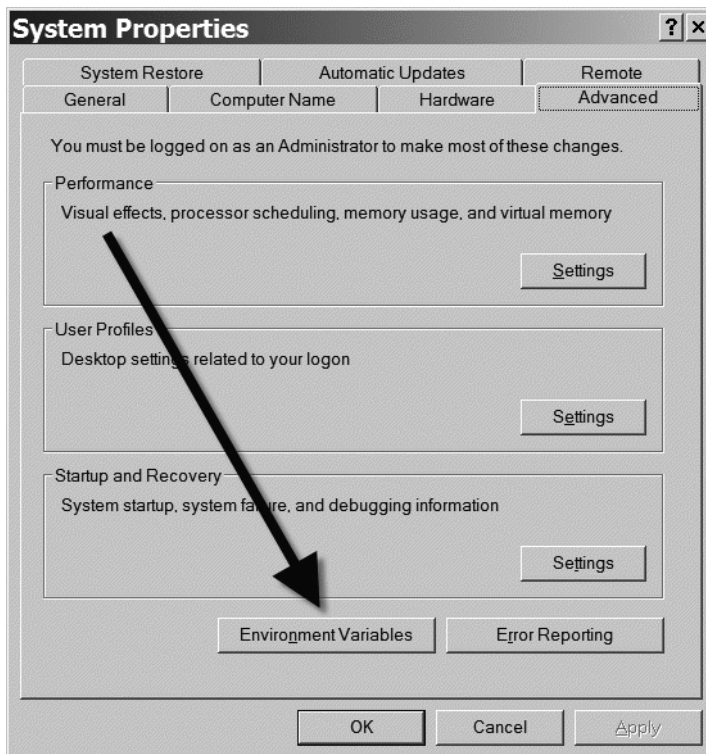 System Properties
? ×
System Restore Automatic Updates Remote
General Computer Name Hardware Advanced
You must be logged on as an Administrator to make most of these changes.
Performance
Visual effects, processor scheduling, memory usage, and virtual memory
Settings
User Profiles
Desktop settings related to your logon
Settings
Startup and Recovery
System startup, system failure, and debugging information
Settings
Environment Variables Error Reporting
OK Cancel Apply